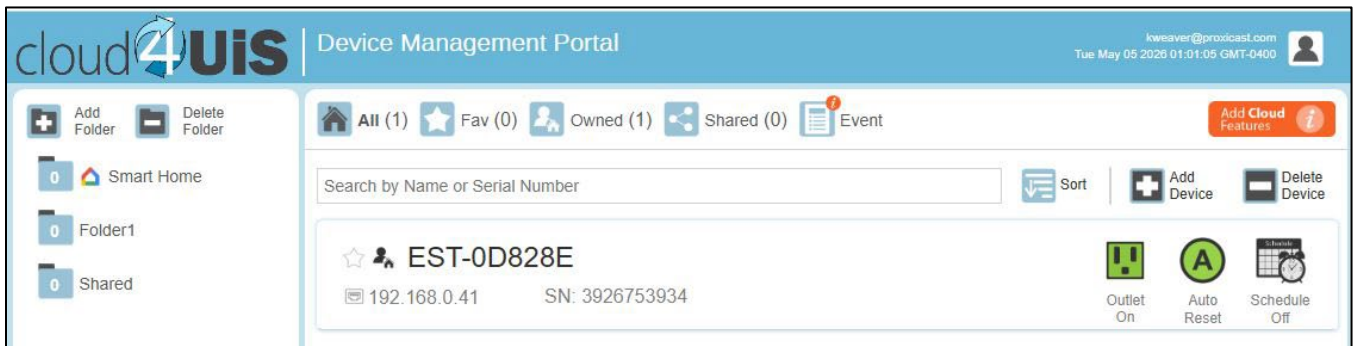 cloud4UiS
Device Management Portal
kweaver@proxicast.com
Tue May 05 2026 01:01:05 GMT-0400
Add
Folder
Delete
Folder
0 Smart Home
0 Folder1
0 Shared
All (1) Fav (0) Owned (1) Shared (0) i Event
Add Cloud
Features i
Search by Name or Serial Number
Sort
Add
Device
Delete
Device
EST-0D828E
192.168.0.41 SN: 3926753934
Outlet
On
A
Auto
Reset
Schedule
Schedule
Off